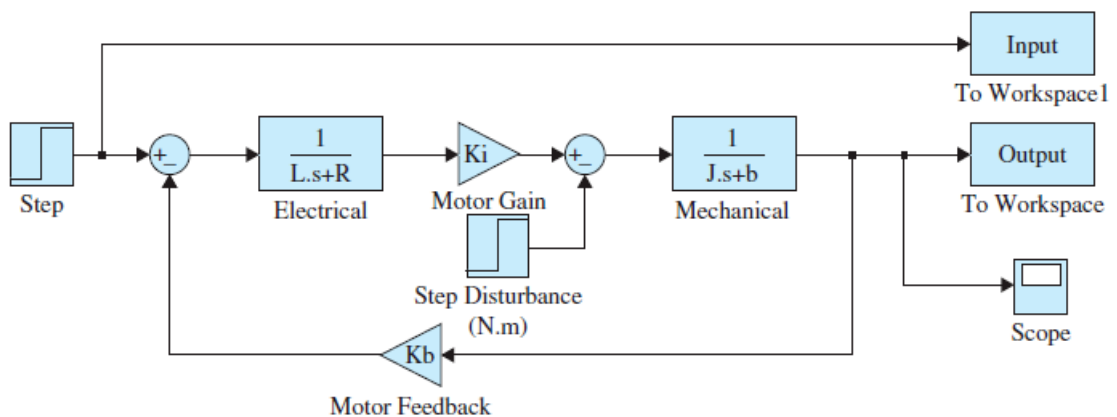 Input
To Workspace1
Step
+
−
1
L.s+R
Electrical
Ki
Motor Gain
+
−
1
J.s+b
Mechanical
Output
To Workspace
Step Disturbance
(N.m)
Scope
Kb
Motor Feedback